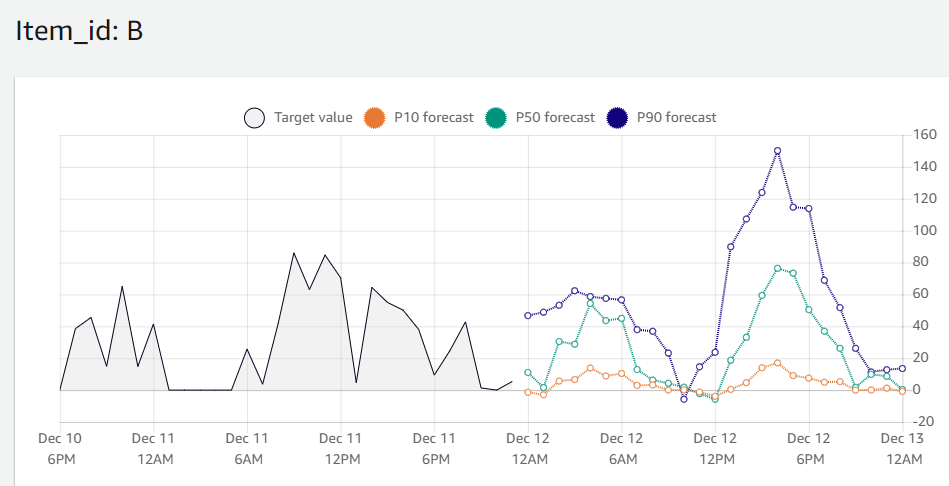 Item_id: B
Target value P10 forecast P50 forecast P90 forecast
160
140
120
100
80
60
40
20
0
-20
Dec 10 Dec 11 Dec 11 Dec 11 Dec 11 Dec 12 Dec 12 Dec 12 Dec 12 Dec 13
6PM 12AM 6AM 12PM 6PM 12AM 6AM 12PM 6PM 12AM